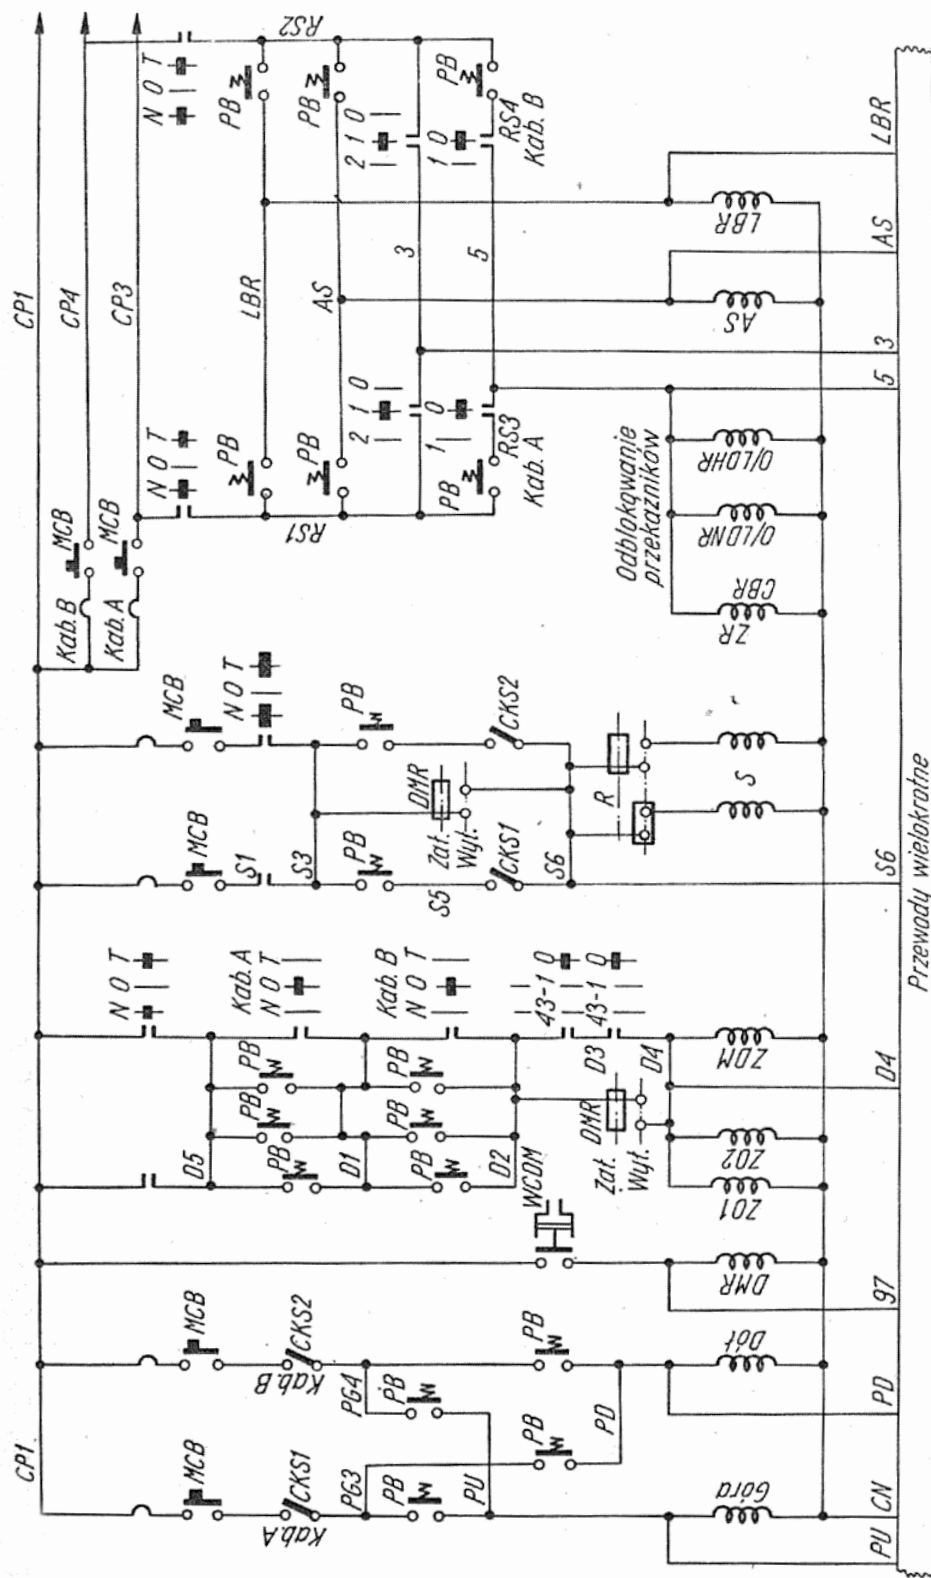 CP1
CP4
CP3
RS2
N O T
PB
PB
PB
2 1 0
1 0
RS4
Kab. B
LBR
AS
3
5
N O T
PB
PB
PB
2 1 0
1 0
RS3
Kab. A
RS1
MCB
MCB
Kab. B
Kab. A
LBR
AS
3
5
LBR
AS
Odblokowanie
przekaźników
O/LDHR
O/LDNR
CBR
ZR
MCB
N O T
PB
CKS2
MCB
S1
S3
PB
DMR
Zał.
Wył.
S5
CKS1
S6
R
S
S6
N O T
Kab. A
N O T
Kab. B
N O T
43-1 0
43-1 0
PB
PB
PB
PB
PB
PB
D5
D1
D2
D3
D4
DMR
Zał.
Wył.
ZDM
ZO2
ZO1
D4
WCDM
DMR
97
CP1
MCB
CKS2
Kab. B
PG4
PB
PB
PD
Dół
PD
MCB
CKS1
Kab. A
PG3
PB
PB
PU
Góra
CN
PU
Przewody wielokrotne